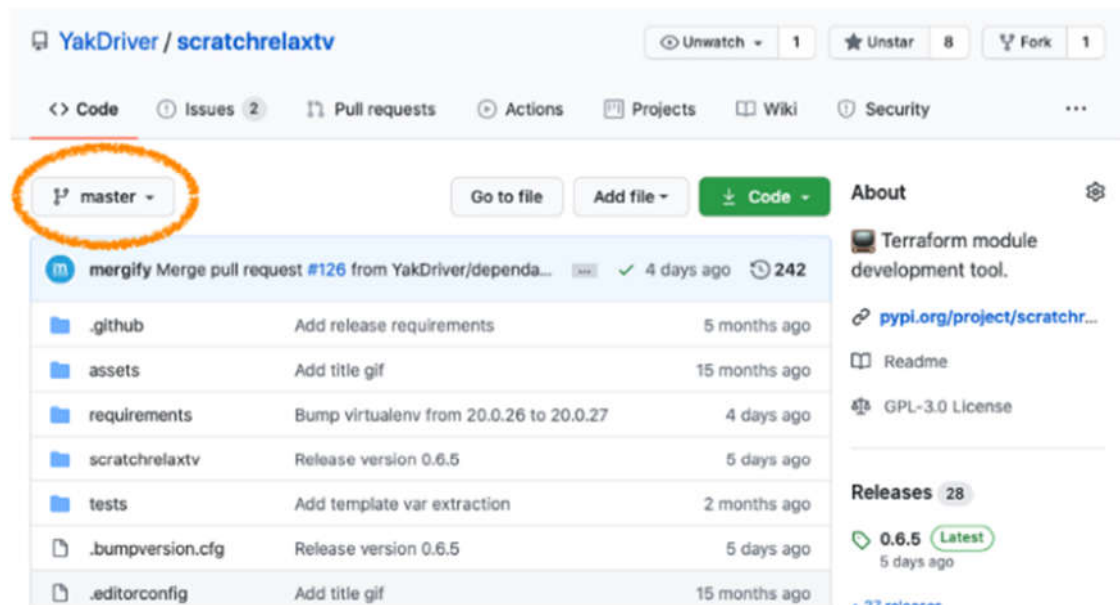 YakDriver / scratchrelaxtv
Unwatch 1 Unstar 8 Fork 1
<> Code Issues 2 Pull requests Actions Projects Wiki Security ...
master Go to file Add file Code
mergify Merge pull request #126 from YakDriver/dependa... ... 4 days ago 242
.github Add release requirements 5 months ago
assets Add title gif 15 months ago
requirements Bump virtualenv from 20.0.26 to 20.0.27 4 days ago
scratchrelaxtv Release version 0.6.5 5 days ago
tests Add template var extraction 2 months ago
.bumpversion.cfg Release version 0.6.5 5 days ago
.editorconfig Add title gif 15 months ago
About
Terraform module
development tool.
pypi.org/project/scratchr...
Readme
GPL-3.0 License
Releases 28
0.6.5 Latest
5 days ago
+ 27 releases